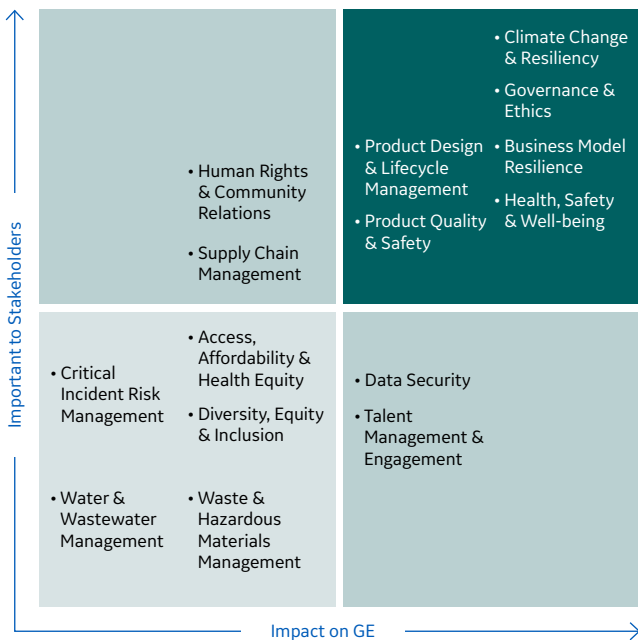 Important to Stakeholders
• Human Rights
& Community
Relations
• Supply Chain
Management
• Product Design
& Lifecycle
Management
• Product Quality
& Safety
• Climate Change
& Resiliency
• Governance &
Ethics
• Business Model
Resilience
• Health, Safety
& Well-being
• Critical
Incident Risk
Management
• Water &
Wastewater
Management
• Access,
Affordability &
Health Equity
• Diversity, Equity
& Inclusion
• Waste &
Hazardous
Materials
Management
• Data Security
• Talent
Management &
Engagement
Impact on GE